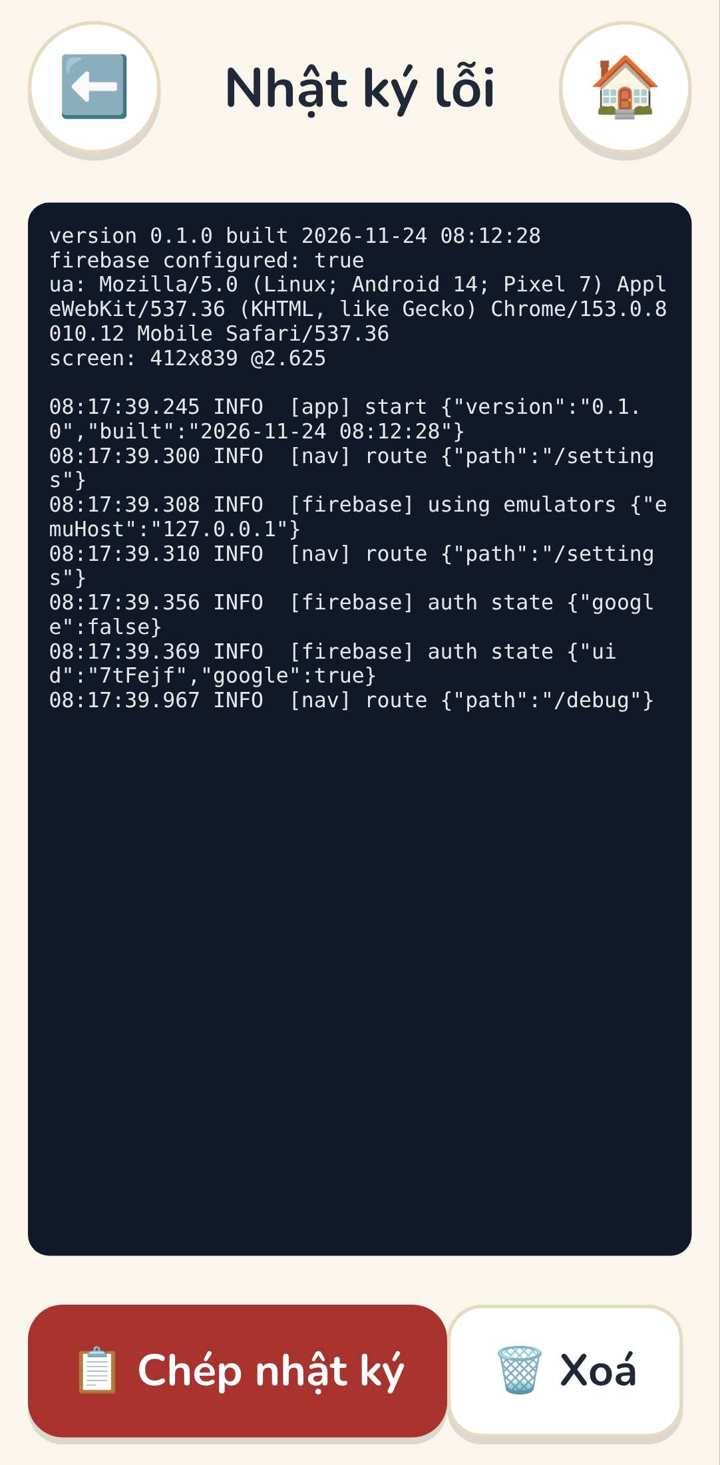 Nhật ký lỗi
version 0.1.0 built 2026-11-24 08:12:28
firebase configured: true
ua: Mozilla/5.0 (Linux; Android 14; Pixel 7) Appl
eWebKit/537.36 (KHTML, like Gecko) Chrome/153.0.8
010.12 Mobile Safari/537.36
screen: 412x839 @2.625
08:17:39.245 INFO  [app] start {"version":"0.1.
0","built":"2026-11-24 08:12:28"}
08:17:39.300 INFO  [nav] route {"path":"/setting
s"}
08:17:39.308 INFO  [firebase] using emulators {"e
muHost":"127.0.0.1"}
08:17:39.310 INFO  [nav] route {"path":"/setting
s"}
08:17:39.356 INFO  [firebase] auth state {"googl
e":false}
08:17:39.369 INFO  [firebase] auth state {"ui
d":"7tFejf","google":true}
08:17:39.967 INFO  [nav] route {"path":"/debug"}
Chép nhật ký
Xoá